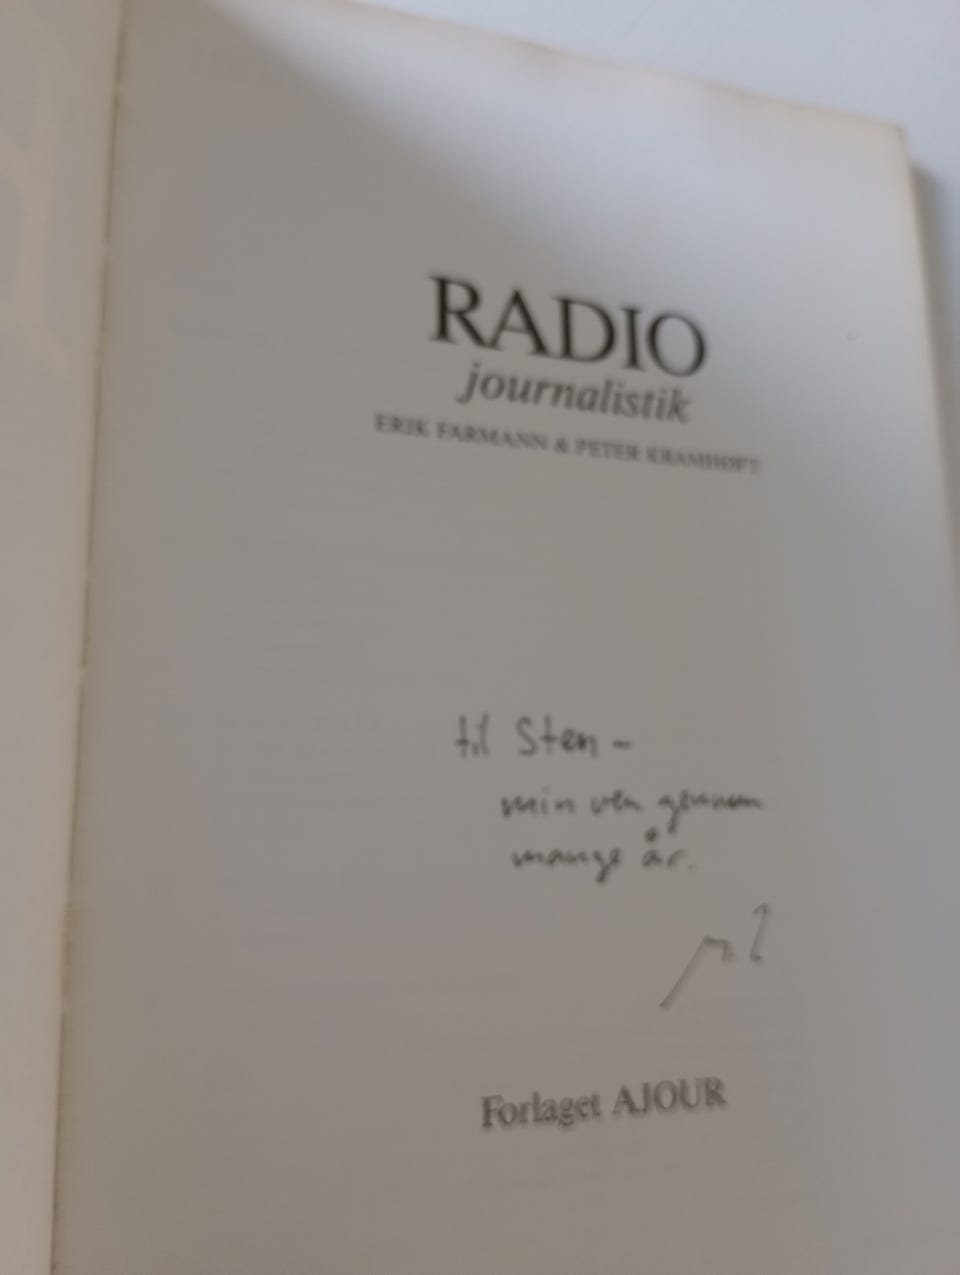 RADIO
journalistik
ERIK FARMANN & PETER KRAMHØFT
til Sten –
min ven gennem
mange år.
Forlaget AJOUR